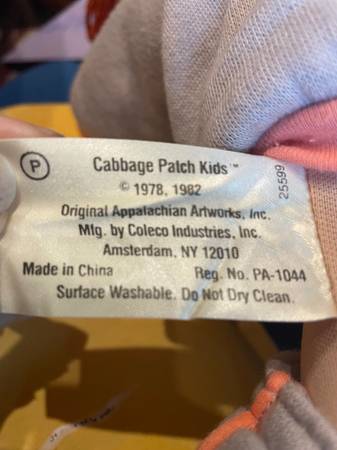 P
Cabbage Patch Kids™
© 1978, 1982
Original Appalachian Artworks, Inc.
Mfg. by Coleco Industries, Inc.
Amsterdam, NY 12010
Made in China Reg. No. PA-1044
Surface Washable. Do Not Dry Clean.
25599